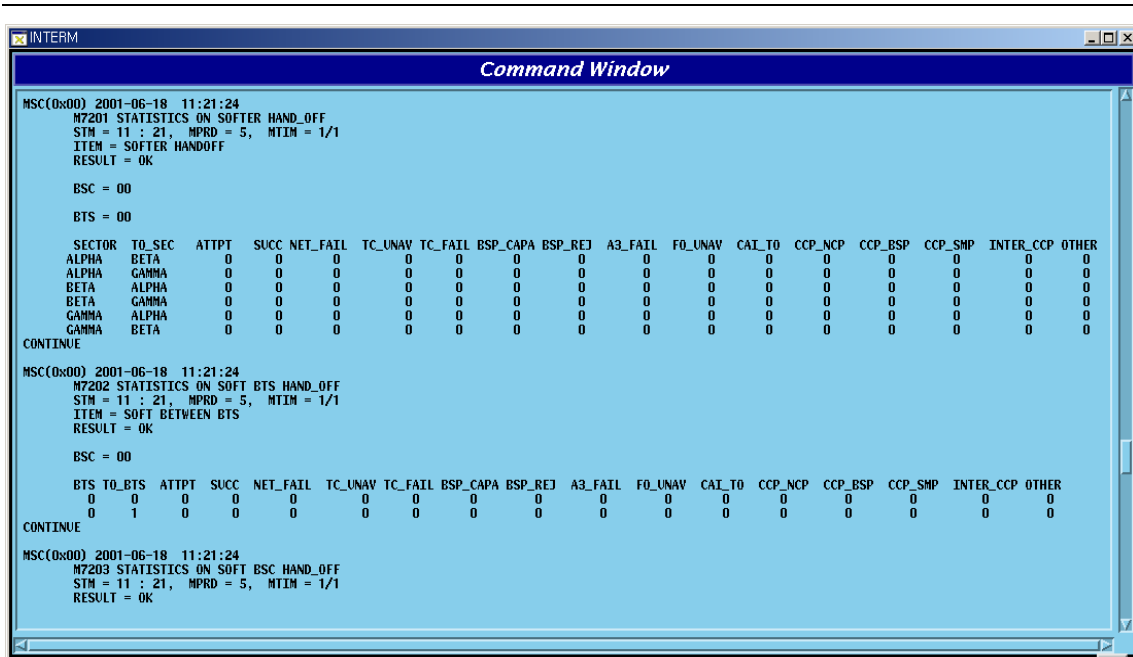 INTERM
Command Window
MSC(0x00) 2001-06-18 11:21:24
M7201 STATISTICS ON SOFTER HAND_OFF
STM = 11 : 21, MPRD = 5, MTIM = 1/1
ITEM = SOFTER HANDOFF
RESULT = OK
BSC = 00
BTS = 00
SECTOR TO_SEC ATTPT SUCC NET_FAIL TC_UNAV TC_FAIL BSP_CAPA BSP_REJ A3_FAIL FO_UNAV CAI_TO CCP_NCP CCP_BSP CCP_SMP INTER_CCP OTHER
ALPHA BETA 0 0 0 0 0 0 0 0 0 0 0 0 0 0 0
ALPHA GAMMA 0 0 0 0 0 0 0 0 0 0 0 0 0 0 0
BETA ALPHA 0 0 0 0 0 0 0 0 0 0 0 0 0 0 0
BETA GAMMA 0 0 0 0 0 0 0 0 0 0 0 0 0 0 0
GAMMA ALPHA 0 0 0 0 0 0 0 0 0 0 0 0 0 0 0
GAMMA BETA 0 0 0 0 0 0 0 0 0 0 0 0 0 0 0
CONTINUE
MSC(0x00) 2001-06-18 11:21:24
M7202 STATISTICS ON SOFT BTS HAND_OFF
STM = 11 : 21, MPRD = 5, MTIM = 1/1
ITEM = SOFT BETWEEN BTS
RESULT = OK
BSC = 00
BTS TO_BTS ATTPT SUCC NET_FAIL TC_UNAV TC_FAIL BSP_CAPA BSP_REJ A3_FAIL FO_UNAV CAI_TO CCP_NCP CCP_BSP CCP_SMP INTER_CCP OTHER
0 0 0 0 0 0 0 0 0 0 0 0 0 0 0 0 0
0 1 0 0 0 0 0 0 0 0 0 0 0 0 0 0 0
CONTINUE
MSC(0x00) 2001-06-18 11:21:24
M7203 STATISTICS ON SOFT BSC HAND_OFF
STM = 11 : 21, MPRD = 5, MTIM = 1/1
RESULT = OK